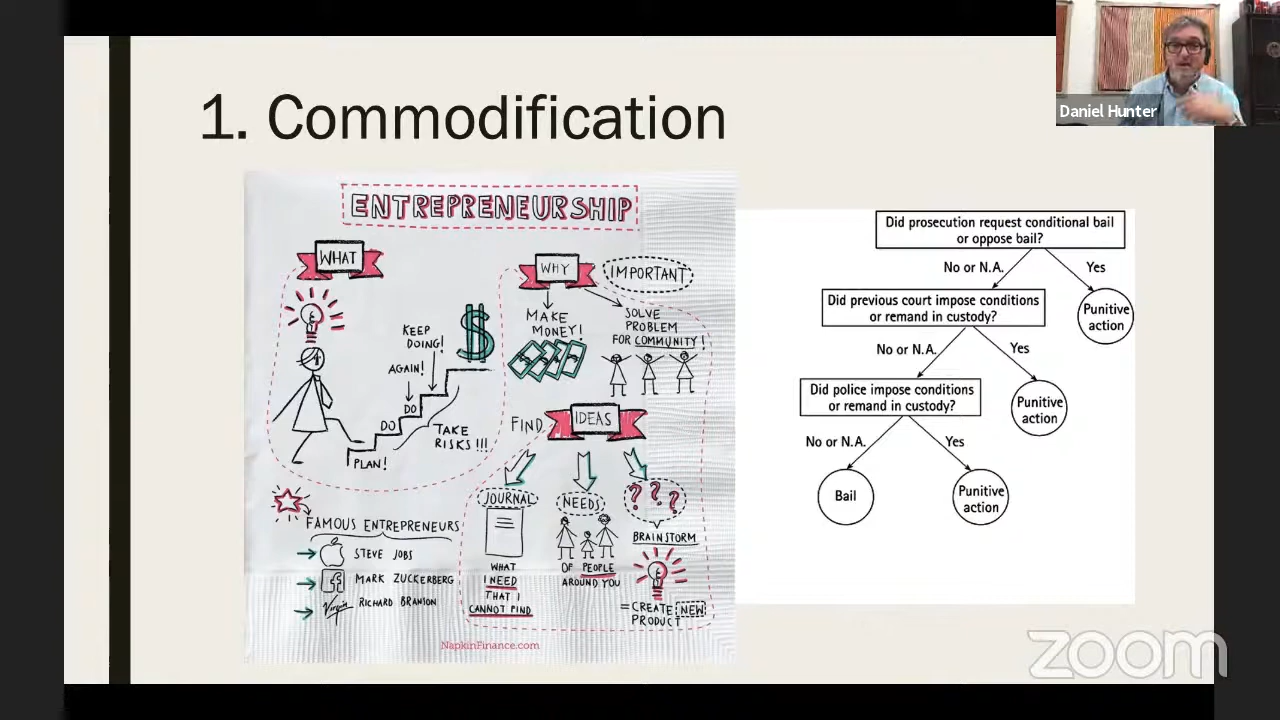 Daniel Hunter
1. Commodification
ENTREPRENEURSHIP
WHAT
KEEP
DOING!
AGAIN!
DO
DO
PLAN!
TAKE
RISKS!!!
$
WHY
IMPORTANT
MAKE
MONEY!
SOLVE
PROBLEM
FOR COMMUNITY!
FIND
IDEAS
JOURNAL
WHAT
I NEED
THAT I
CANNOT FIND
NEEDS
OF PEOPLE
AROUND YOU
? ? ?
BRAINSTORM
= CREATE NEW
PRODUCT
FAMOUS ENTREPRENEURS
STEVE JOBS
f MARK ZUCKERBERG
Virgin RICHARD BRANSON
NapkinFinance.com
Did prosecution request conditional bail
or oppose bail?
No or N.A.
Yes
Punitive
action
Did previous court impose conditions
or remand in custody?
No or N.A.
Yes
Punitive
action
Did police impose conditions
or remand in custody?
No or N.A.
Yes
Bail
Punitive
action
zoom